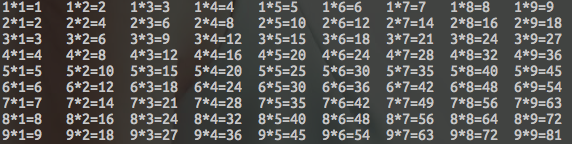 1*1=1 1*2=2 1*3=3 1*4=4 1*5=5 1*6=6 1*7=7 1*8=8 1*9=9
2*1=2 2*2=4 2*3=6 2*4=8 2*5=10 2*6=12 2*7=14 2*8=16 2*9=18
3*1=3 3*2=6 3*3=9 3*4=12 3*5=15 3*6=18 3*7=21 3*8=24 3*9=27
4*1=4 4*2=8 4*3=12 4*4=16 4*5=20 4*6=24 4*7=28 4*8=32 4*9=36
5*1=5 5*2=10 5*3=15 5*4=20 5*5=25 5*6=30 5*7=35 5*8=40 5*9=45
6*1=6 6*2=12 6*3=18 6*4=24 6*5=30 6*6=36 6*7=42 6*8=48 6*9=54
7*1=7 7*2=14 7*3=21 7*4=28 7*5=35 7*6=42 7*7=49 7*8=56 7*9=63
8*1=8 8*2=16 8*3=24 8*4=32 8*5=40 8*6=48 8*7=56 8*8=64 8*9=72
9*1=9 9*2=18 9*3=27 9*4=36 9*5=45 9*6=54 9*7=63 9*8=72 9*9=81